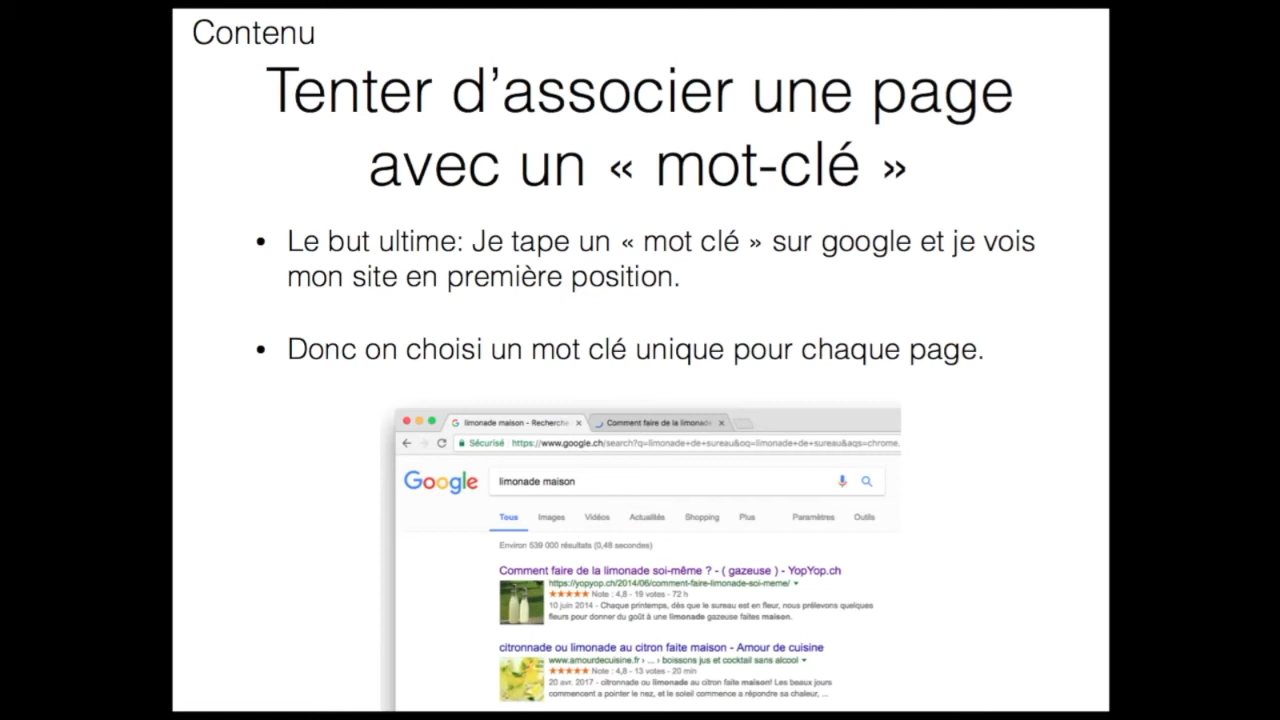 Contenu
Tenter d’associer une page
avec un « mot-clé »
• Le but ultime: Je tape un « mot clé » sur google et je vois
mon site en première position.
• Donc on choisi un mot clé unique pour chaque page.
limonade maison - Recherche
Comment faire de la limonade
Sécurisé https://www.google.ch/search?q=limonade+de+sureau&oq=limonade+de+sureau&aqs=chrome.
Google limonade maison
Tous Images Vidéos Actualités Shopping Plus Paramètres Outils
Environ 539 000 résultats (0,48 secondes)
Comment faire de la limonade soi-même ? - ( gazeuse ) - YopYop.ch
https://yopyop.ch/2014/06/comment-faire-limonade-soi-meme/
★★★★★ Note : 4,8 - 19 votes - 72 h
10 juin 2014 - Chaque printemps, dès que le sureau est en fleur, nous prélevons quelques
fleurs pour donner du goût à une limonade gazeuse faites maison.
citronnade ou limonade au citron faite maison - Amour de cuisine
www.amourdecuisine.fr › ... › boissons jus et cocktail sans alcool
★★★★★ Note : 4,8 - 13 votes - 20 min
20 avr. 2017 - citronnade ou limonade au citron faite maison! Les beaux jours
commencent a pointer le nez, et le soleil commence a répondre sa chaleur, ...